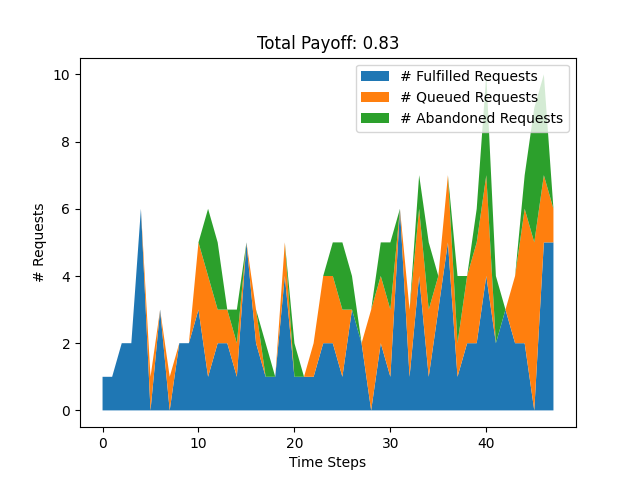 Total Payoff: 0.83
# Fulfilled Requests
# Queued Requests
# Abandoned Requests
# Requests
10
8
6
4
2
0
0 10 20 30 40
Time Steps